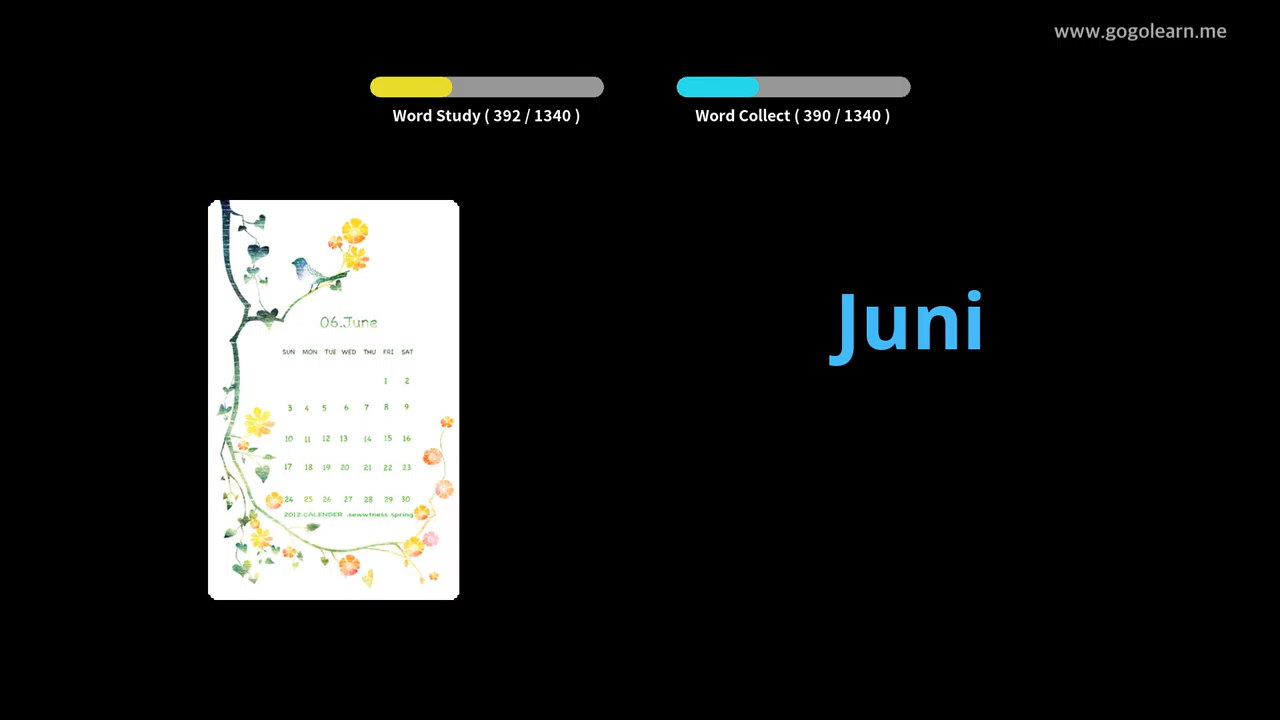 www.gogolearn.me
Word Study ( 392 / 1340 )
Word Collect ( 390 / 1340 )
06.June
SUN MON TUE WED THU FRI SAT
1 2
3 4 5 6 7 8 9
10 11 12 13 14 15 16
17 18 19 20 21 22 23
24 25 26 27 28 29 30
2012.CALENDER .sewwtness spring
Juni